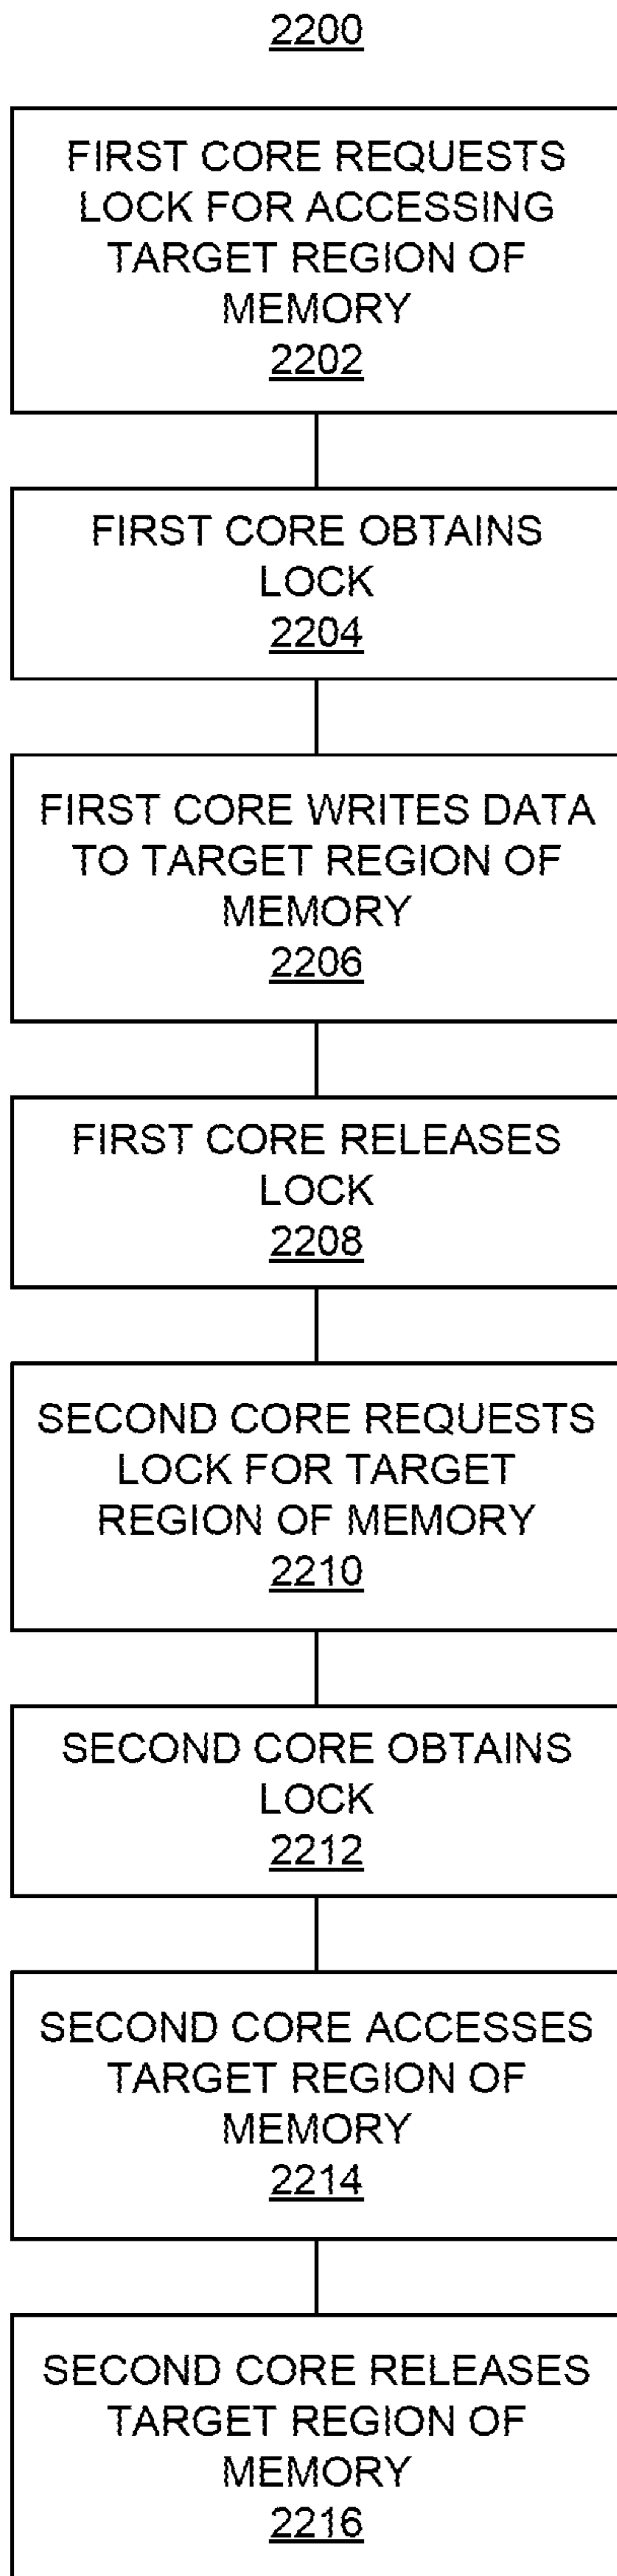 2200
FIRST CORE REQUESTS
LOCK FOR ACCESSING
TARGET REGION OF
MEMORY
2202
FIRST CORE OBTAINS
LOCK
2204
FIRST CORE WRITES DATA
TO TARGET REGION OF
MEMORY
2206
FIRST CORE RELEASES
LOCK
2208
SECOND CORE REQUESTS
LOCK FOR TARGET
REGION OF MEMORY
2210
SECOND CORE OBTAINS
LOCK
2212
SECOND CORE ACCESSES
TARGET REGION OF
MEMORY
2214
SECOND CORE RELEASES
TARGET REGION OF
MEMORY
2216